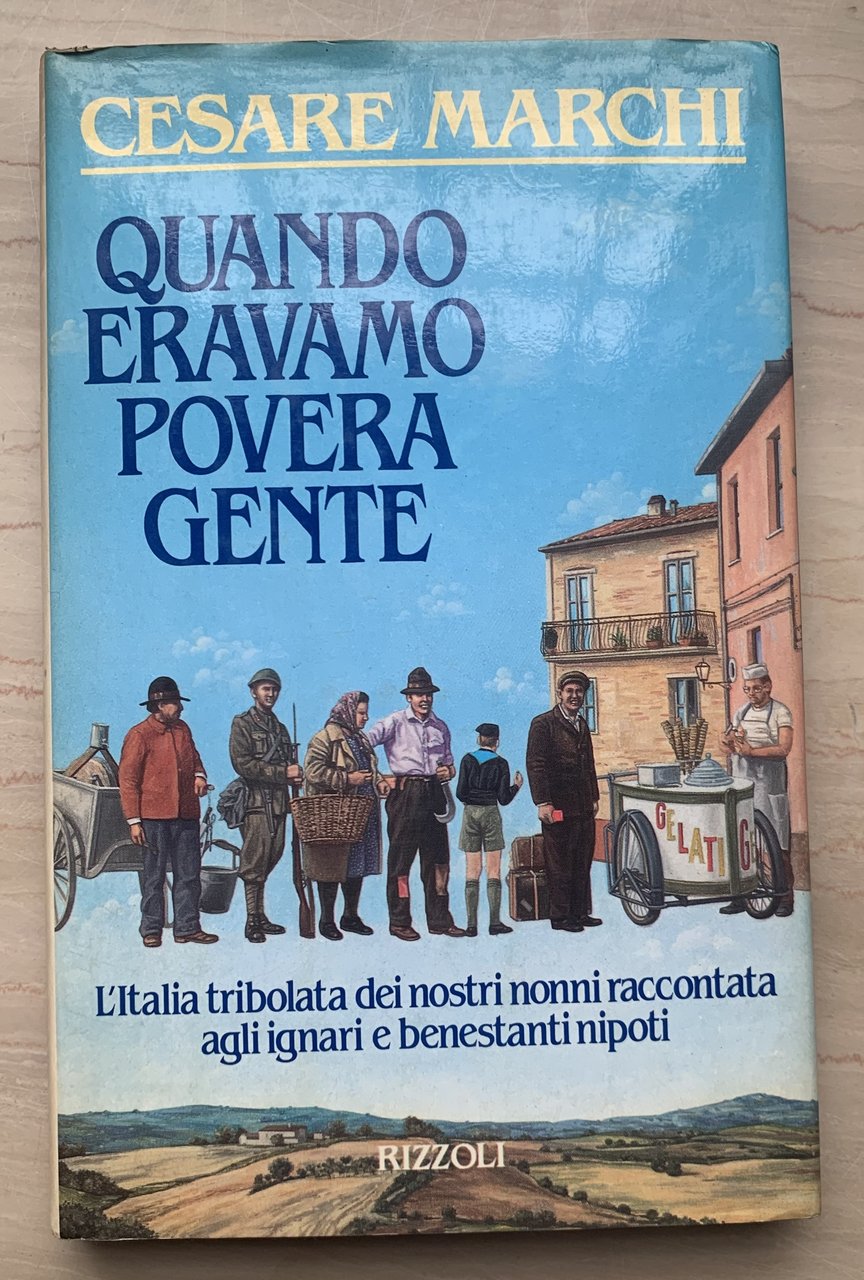 CESARE MARCHI
QUANDO
ERAVAMO
POVERA
GENTE
GELATI G
L'Italia tribolata dei nostri nonni raccontata
agli ignari e benestanti nipoti
RIZZOLI